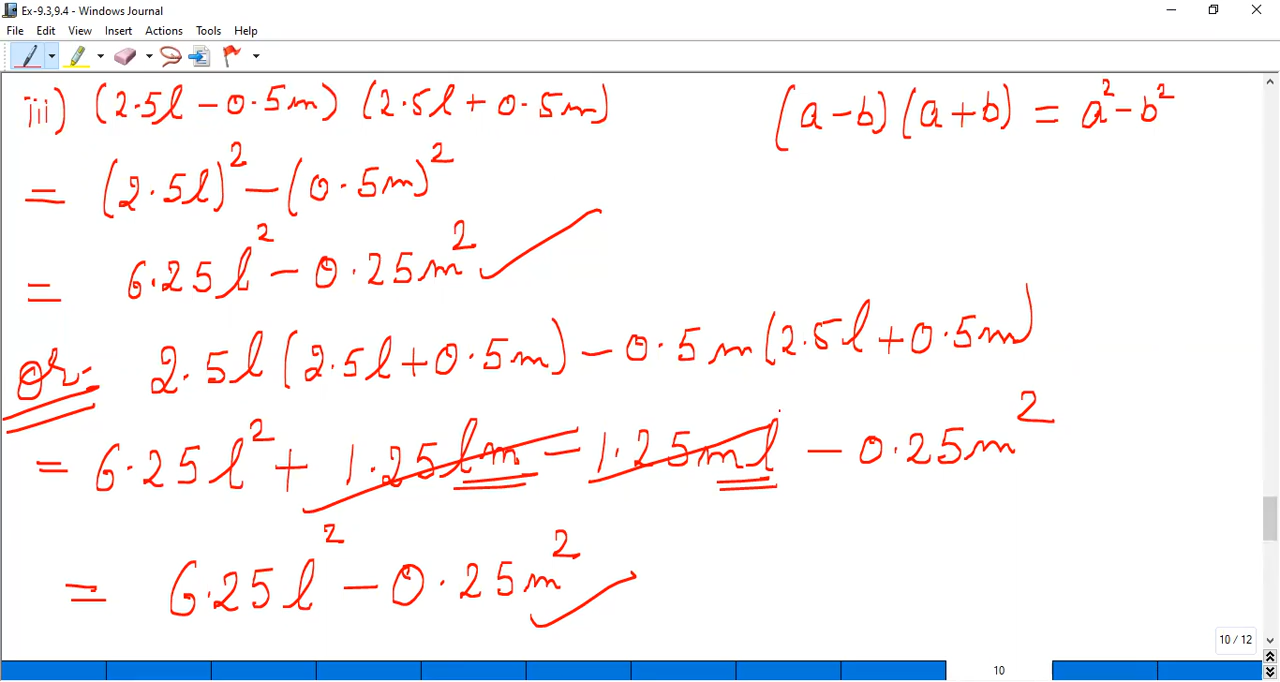 Ex-9.3,9.4 - Windows Journal
File Edit View Insert Actions Tools Help
iii) (2.5l - 0.5m) (2.5l + 0.5m)
(a - b) (a + b) = a² - b²
= (2.5l)² - (0.5m)²
= 6.25l² - 0.25m²
Or:- 2.5l (2.5l + 0.5m) - 0.5m (2.5l + 0.5m)
= 6.25l² + 1.25lm - 1.25ml - 0.25m²
= 6.25l² - 0.25m²
10 / 12
10